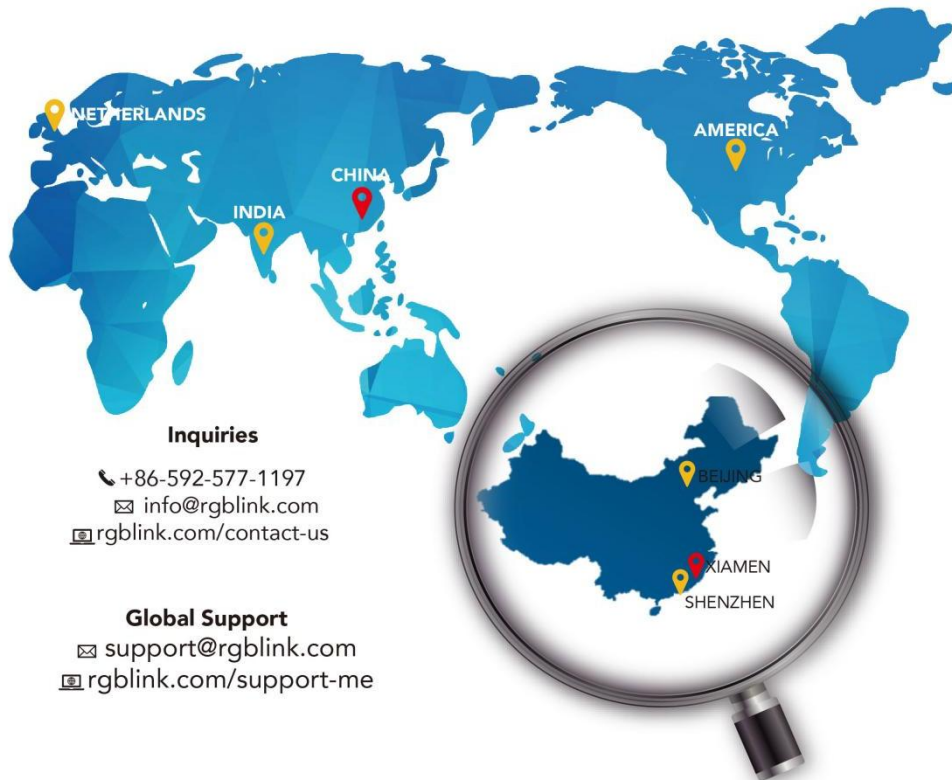 NETHERLANDS
AMERICA
CHINA
INDIA
Inquiries
+86-592-577-1197
info@rgblink.com
rgblink.com/contact-us
Global Support
support@rgblink.com
rgblink.com/support-me
BEIJING
XIAMEN
SHENZHEN